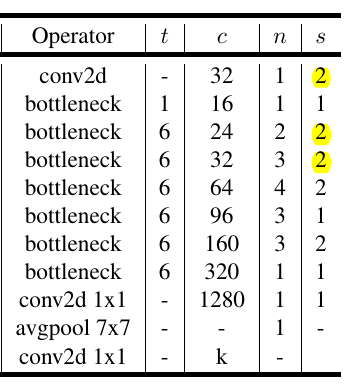 Operator t c n s
conv2d - 32 1 2
bottleneck 1 16 1 1
bottleneck 6 24 2 2
bottleneck 6 32 3 2
bottleneck 6 64 4 2
bottleneck 6 96 3 1
bottleneck 6 160 3 2
bottleneck 6 320 1 1
conv2d 1x1 - 1280 1 1
avgpool 7x7 - - 1 -
conv2d 1x1 - k -